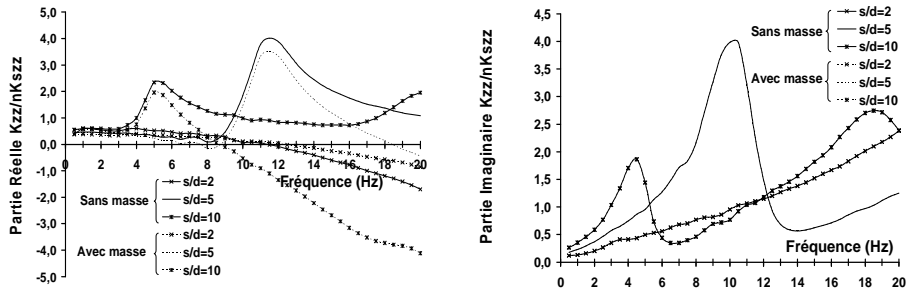 Partie Réelle Kzz/nKszz
5,0
4,0
3,0
2,0
1,0
0,0
-1,0
-2,0
-3,0
-4,0
5,0
0 2 4 6 8 10 12 14 16 18 20
Fréquence (Hz)
Sans masse
s/d=2
s/d=5
s/d=10
Avec masse
s/d=2
s/d=5
s/d=10
Partie Imaginaire Kzz/nKszz
4,5
4,0
3,5
3,0
2,5
2,0
1,5
1,0
0,5
0,0
0 2 4 6 8 10 12 14 16 18 20
Fréquence (Hz)
Sans masse
s/d=2
s/d=5
s/d=10
Avec masse
s/d=2
s/d=5
s/d=10